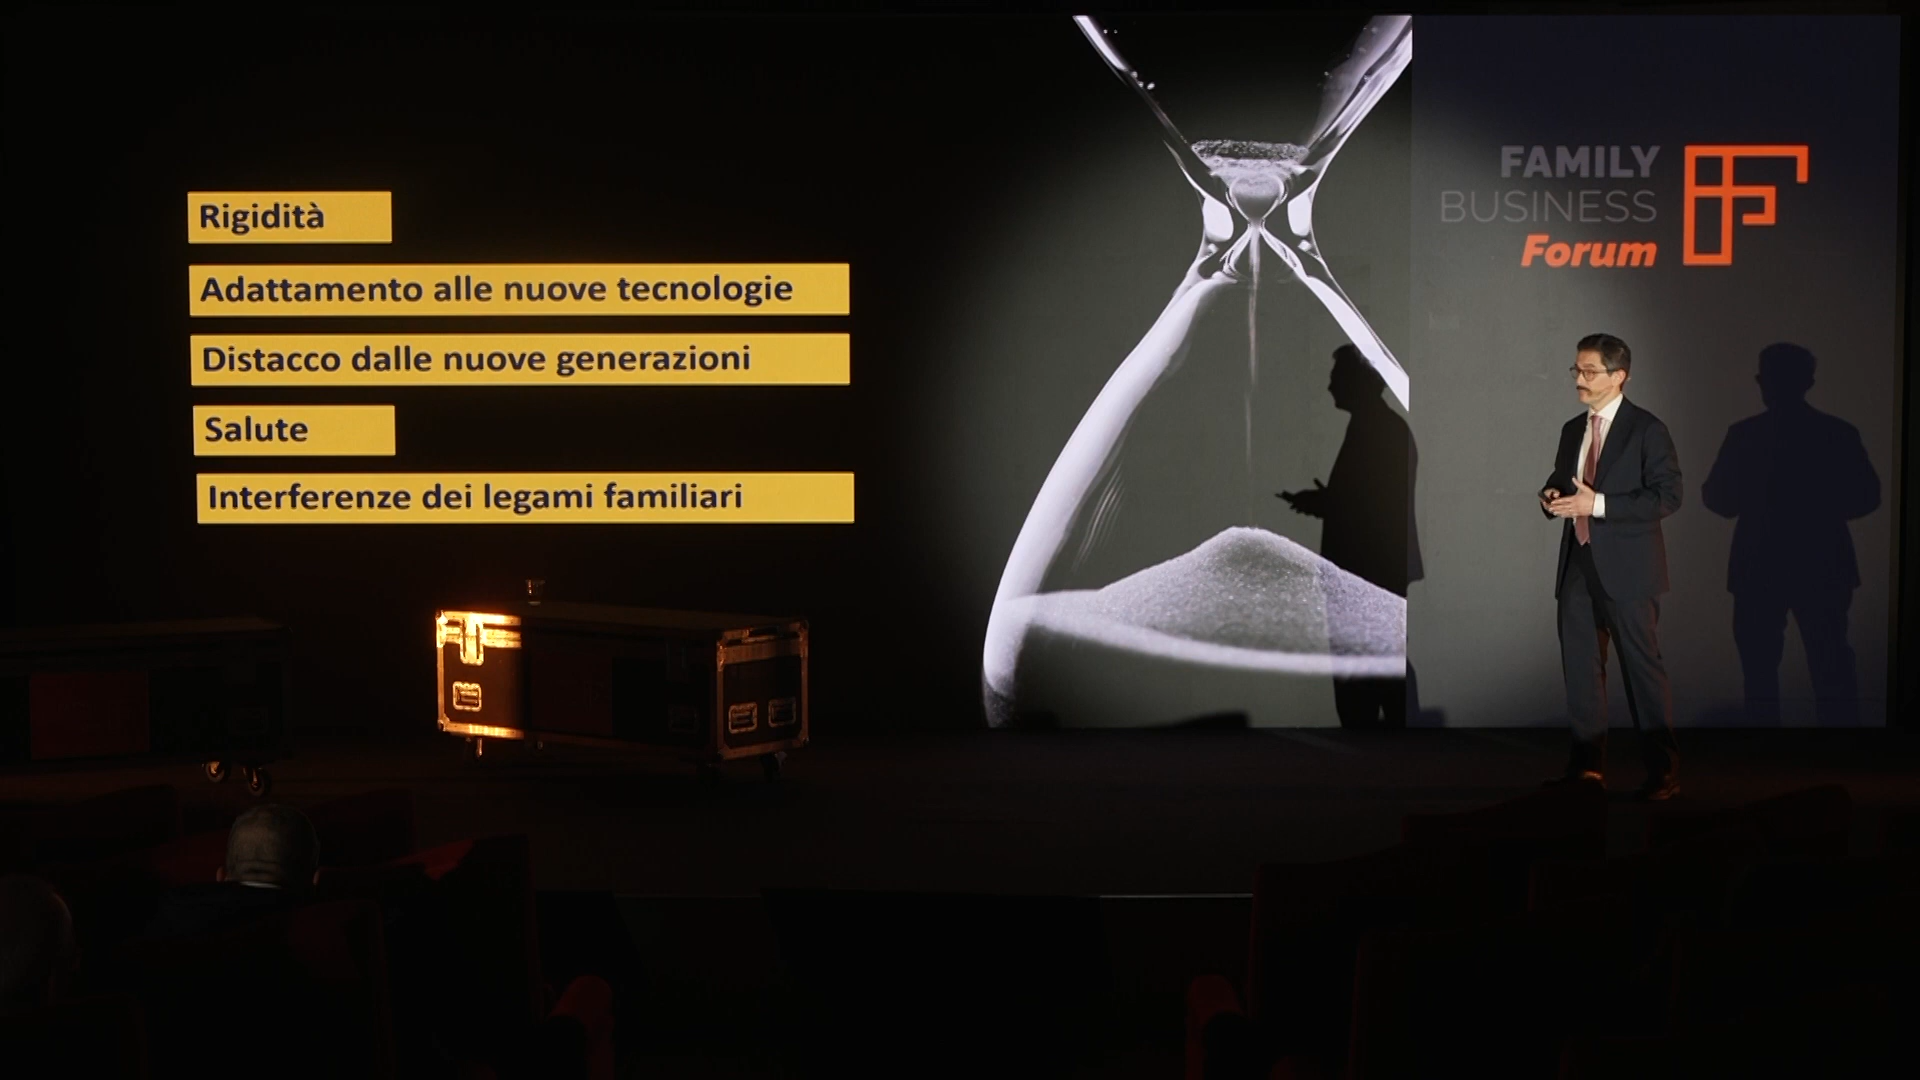 Rigidità
Adattamento alle nuove tecnologie
Distacco dalle nuove generazioni
Salute
Interferenze dei legami familiari
FAMILY
BUSINESS
Forum